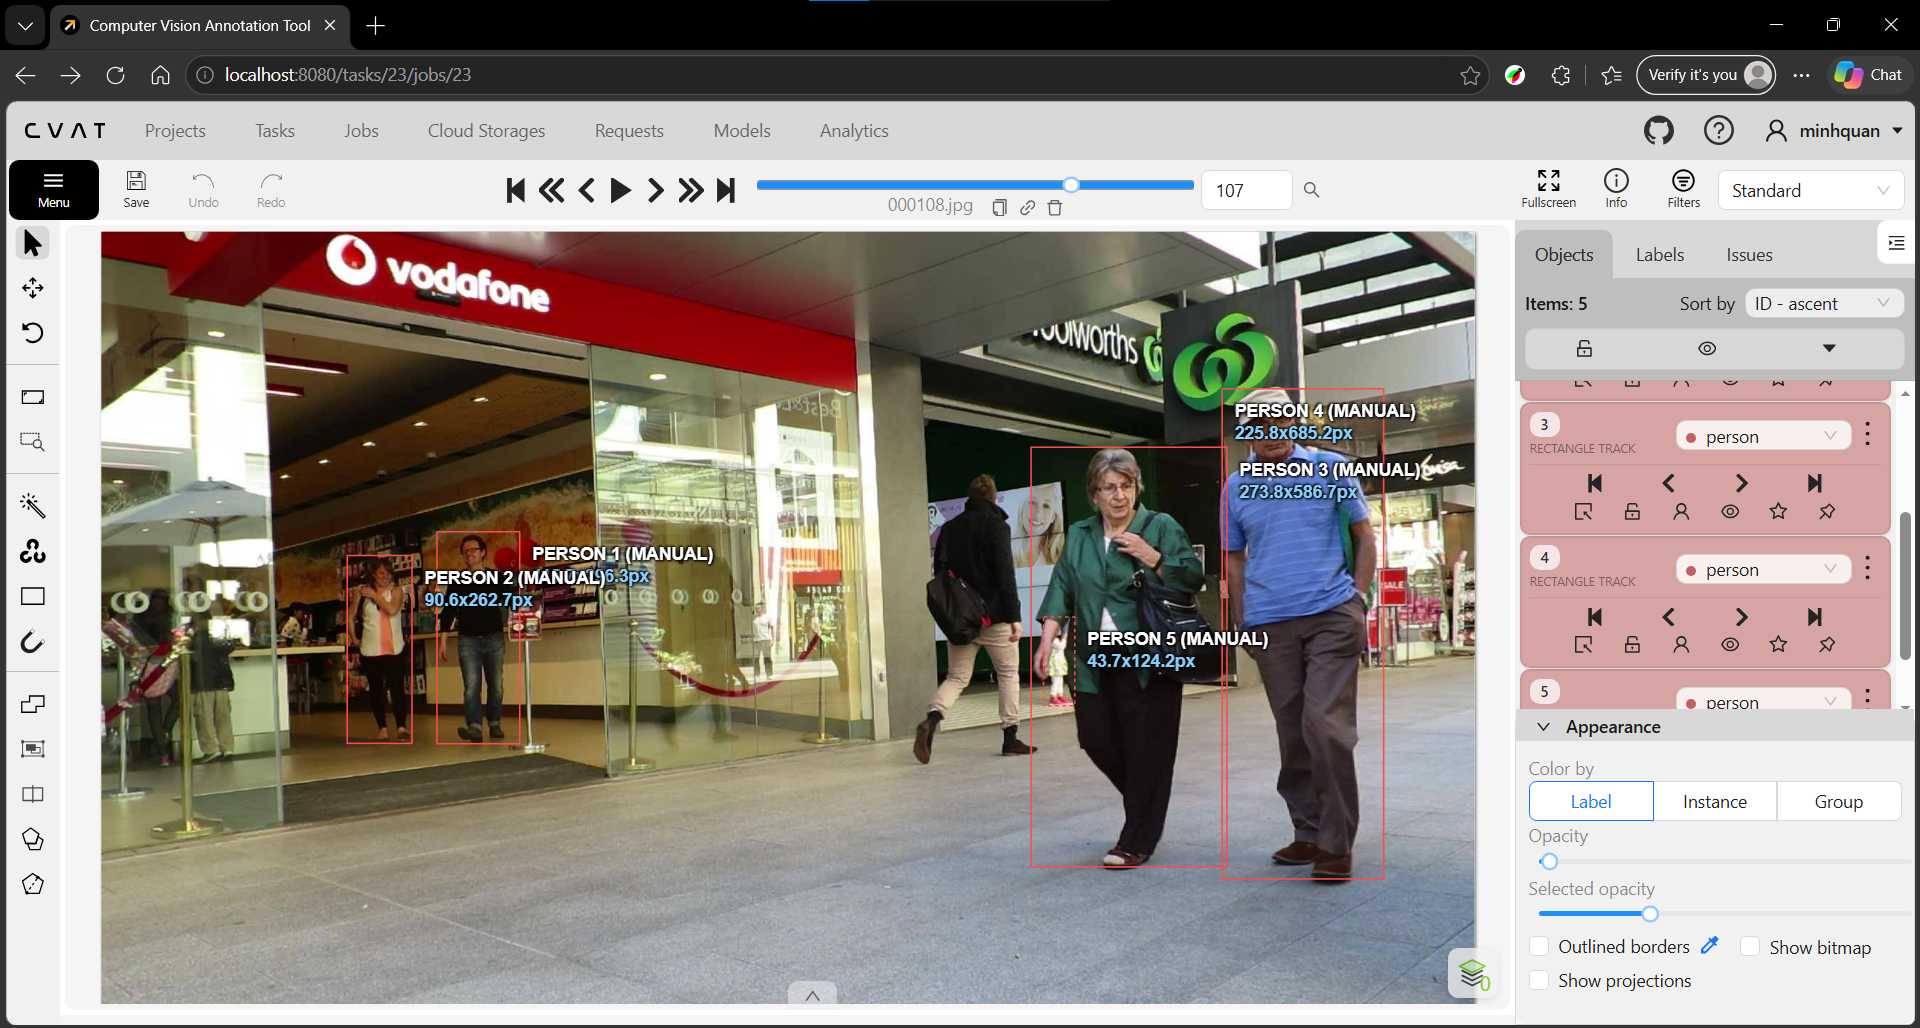 Computer Vision Annotation Tool
localhost:8080/tasks/23/jobs/23
Verify it's you
Chat
CVAT
Projects
Tasks
Jobs
Cloud Storages
Requests
Models
Analytics
minhquan
Menu
Save
Undo
Redo
000108.jpg
107
Fullscreen
Info
Filters
Standard
vodafone
oolworths
PERSON 4 (MANUAL)
225.8x685.2px
PERSON 3 (MANUAL)
273.8x586.7px
PERSON 1 (MANUAL)
6.3px
PERSON 2 (MANUAL)
90.6x262.7px
PERSON 5 (MANUAL)
43.7x124.2px
SALE
Objects
Labels
Issues
Items: 5
Sort by
ID - ascent
3
RECTANGLE TRACK
person
4
RECTANGLE TRACK
person
5
person
Appearance
Color by
Label
Instance
Group
Opacity
Selected opacity
Outlined borders
Show bitmap
Show projections
0